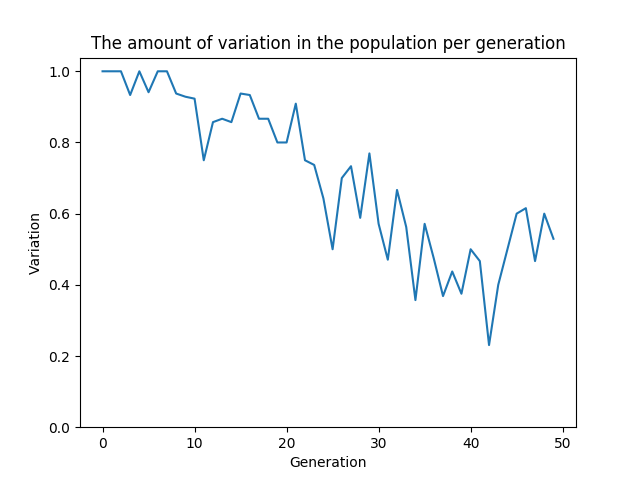 The amount of variation in the population per generation
1.0
0.8
0.6
0.4
0.2
0.0
Variation
0 10 20 30 40 50
Generation